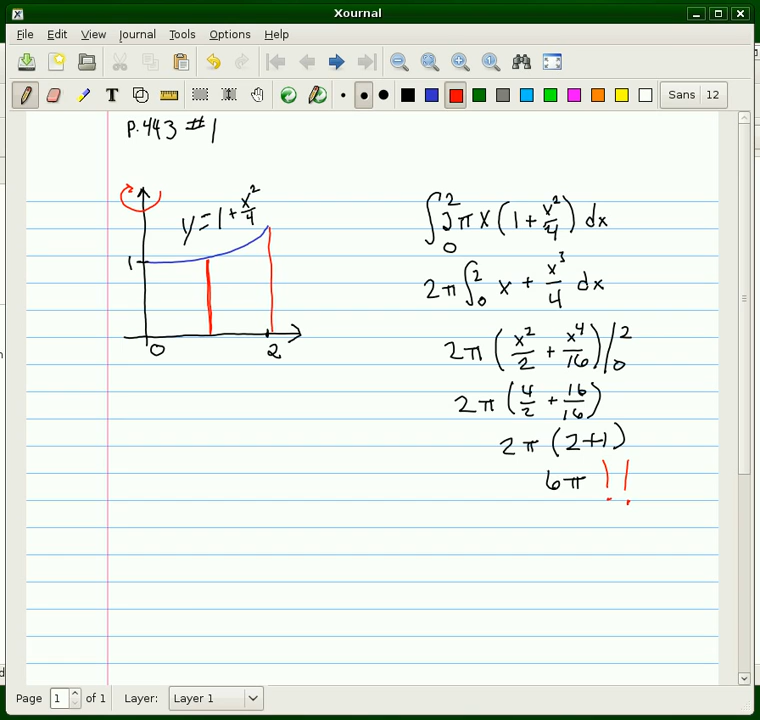 Xournal
File Edit View Journal Tools Options Help
Sans 12
p.443 #1
y = 1 + x²/4
1
0 2
∫₀² 2π x (1 + x²/4) dx
2π ∫₀² x + x³/4 dx
2π (x²/2 + x⁴/16) |₀²
2π (4/2 + 16/16)
2π (2+1)
6π !!
Page 1 of 1 Layer: Layer 1